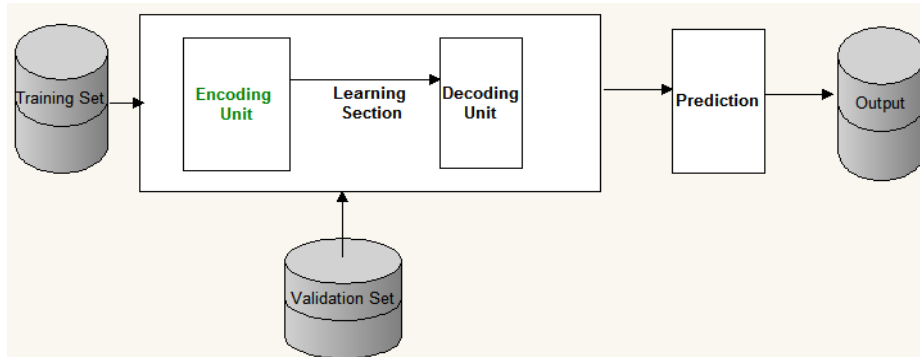 Training Set
Encoding
Unit
Learning
Section
Decoding
Unit
Prediction
Output
Validation Set